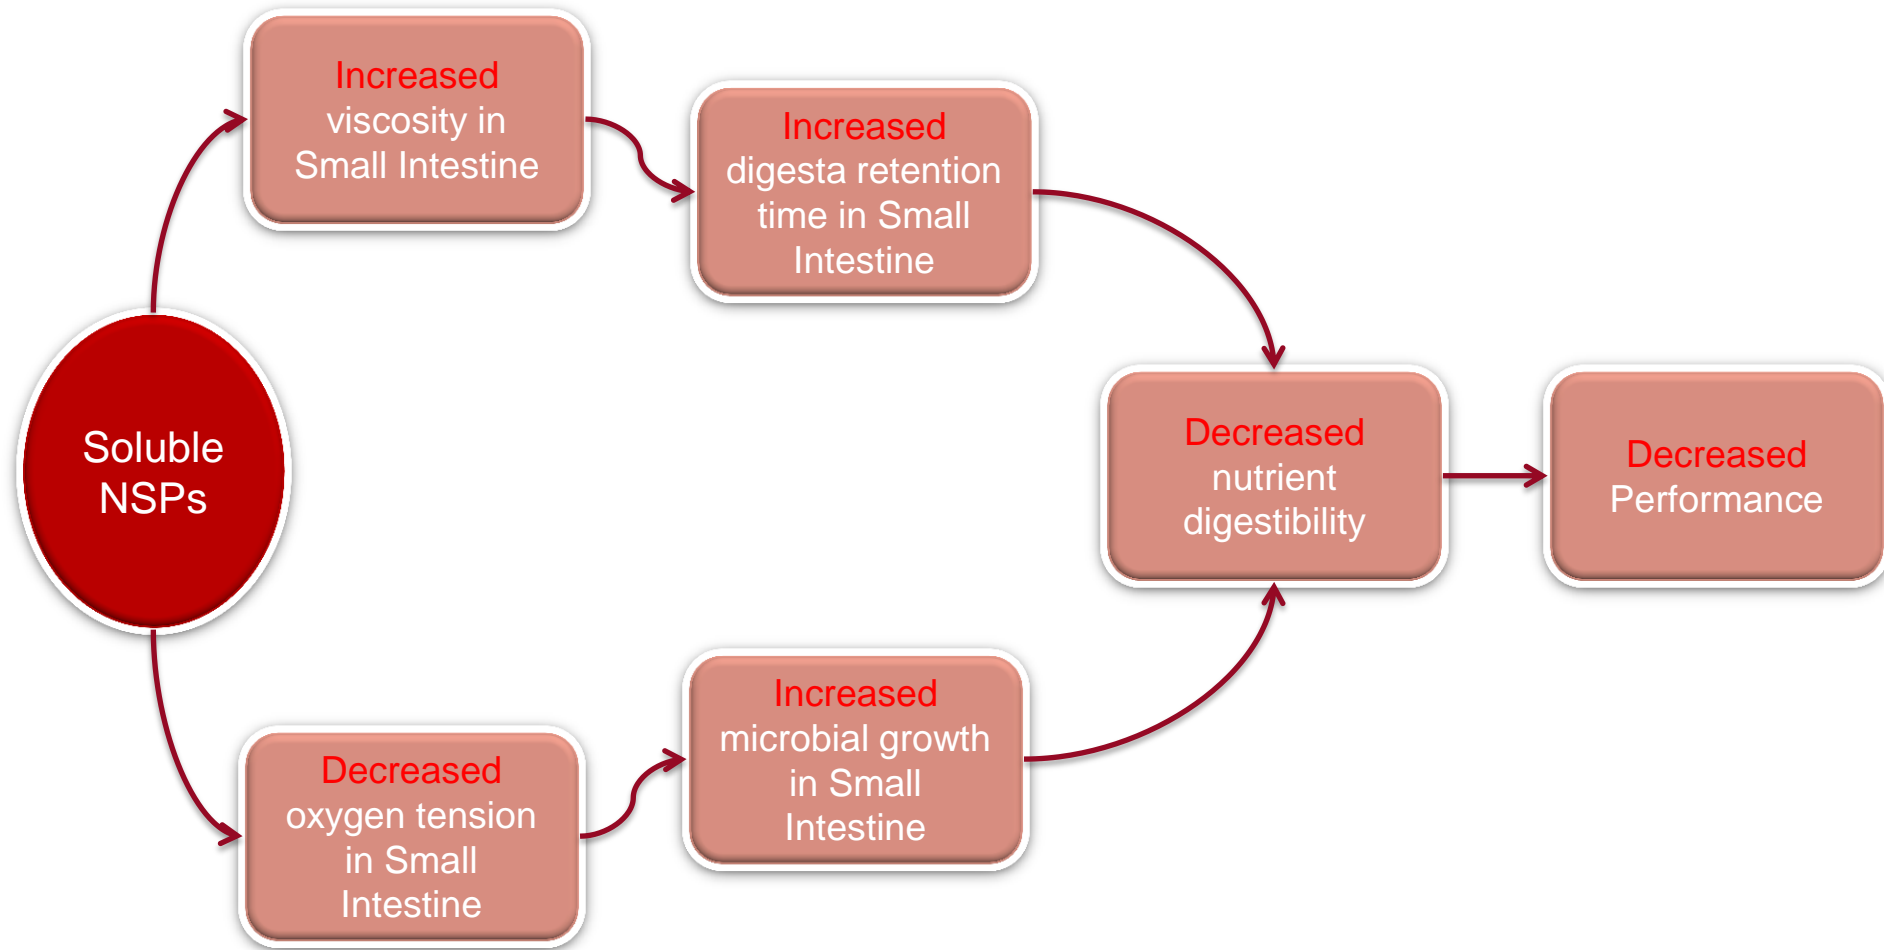 Soluble
NSPs
Increased
viscosity in
Small Intestine
Increased
digesta retention
time in Small
Intestine
Decreased
oxygen tension
in Small
Intestine
Increased
microbial growth
in Small
Intestine
Decreased
nutrient
digestibility
Decreased
Performance